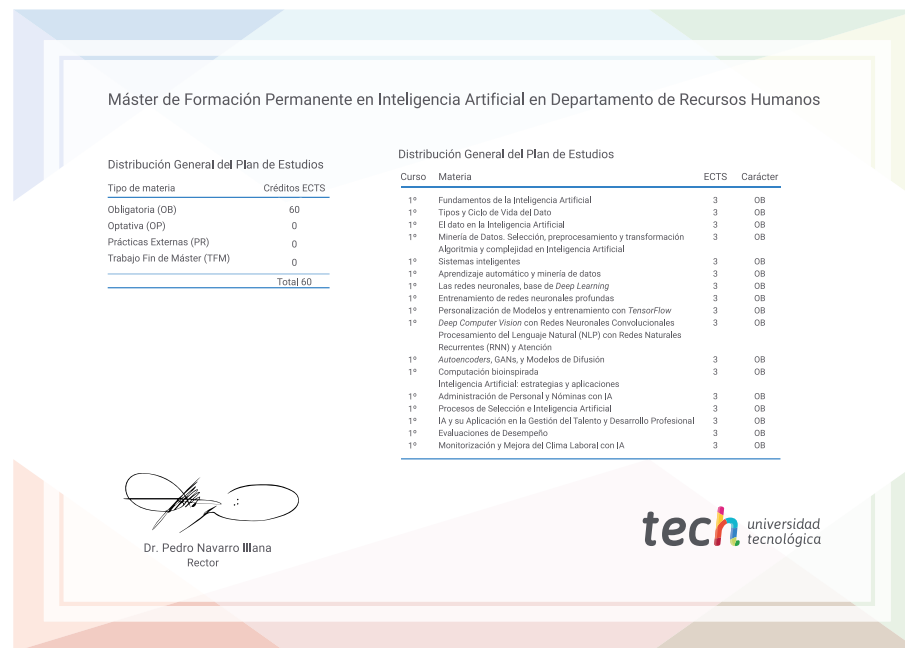 Máster de Formación Permanente en Inteligencia Artificial en Departamento de Recursos Humanos
Distribución General del Plan de Estudios
Tipo de materia Créditos ECTS
Obligatoria (OB) 60
Optativa (OP) 0
Prácticas Externas (PR) 0
Trabajo Fin de Máster (TFM) 0
Total 60
Distribución General del Plan de Estudios
Curso Materia ECTS Carácter
1º Fundamentos de la Inteligencia Artificial 3 OB
1º Tipos y Ciclo de Vida del Dato 3 OB
1º El dato en la Inteligencia Artificial 3 OB
1º Minería de Datos. Selección, preprocesamiento y transformación 3 OB
Algoritmia y complejidad en Inteligencia Artificial
1º Sistemas inteligentes 3 OB
1º Aprendizaje automático y minería de datos 3 OB
1º Las redes neuronales, base de Deep Learning 3 OB
1º Entrenamiento de redes neuronales profundas 3 OB
1º Personalización de Modelos y entrenamiento con TensorFlow 3 OB
1º Deep Computer Vision con Redes Neuronales Convolucionales 3 OB
Procesamiento del Lenguaje Natural (NLP) con Redes Naturales
Recurrentes (RNN) y Atención
1º Autoencoders, GANs, y Modelos de Difusión 3 OB
1º Computación bioinspirada 3 OB
Inteligencia Artificial: estrategias y aplicaciones
1º Administración de Personal y Nóminas con IA 3 OB
1º Procesos de Selección e Inteligencia Artificial 3 OB
1º IA y su Aplicación en la Gestión del Talento y Desarrollo Profesional 3 OB
1º Evaluaciones de Desempeño 3 OB
1º Monitorización y Mejora del Clima Laboral con IA 3 OB
Dr. Pedro Navarro Illana
Rector
tech universidad
tecnológica